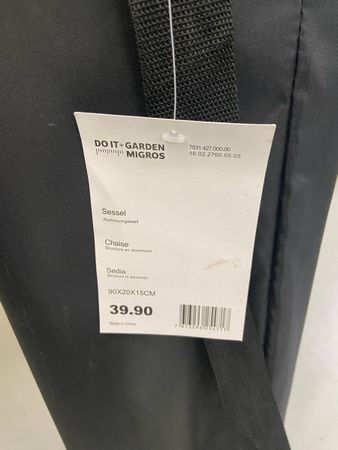 DO IT + GARDEN
MIGROS
7531.427.000.00
16.02.2760.05.05
Sessel
Aluminiumgestell
Chaise
Structure en aluminium
Sedia
Struttura in alluminio
90X20X15CM
39.90
Made in China